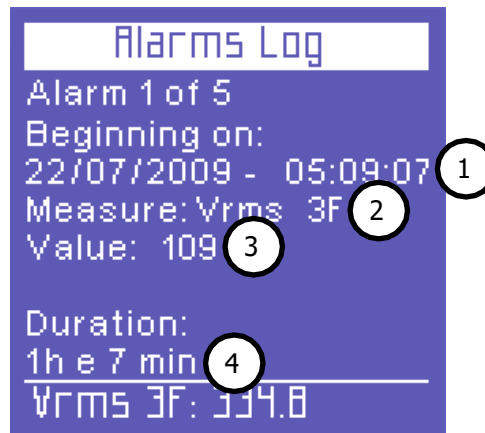 Alarms Log
Alarm 1 of 5
Beginning on:
22/07/2009 - 05:09:07 1
Measure: Vrms 3F 2
Value: 109 3
Duration:
1h e 7 min 4
Vrms 3F: 334.8